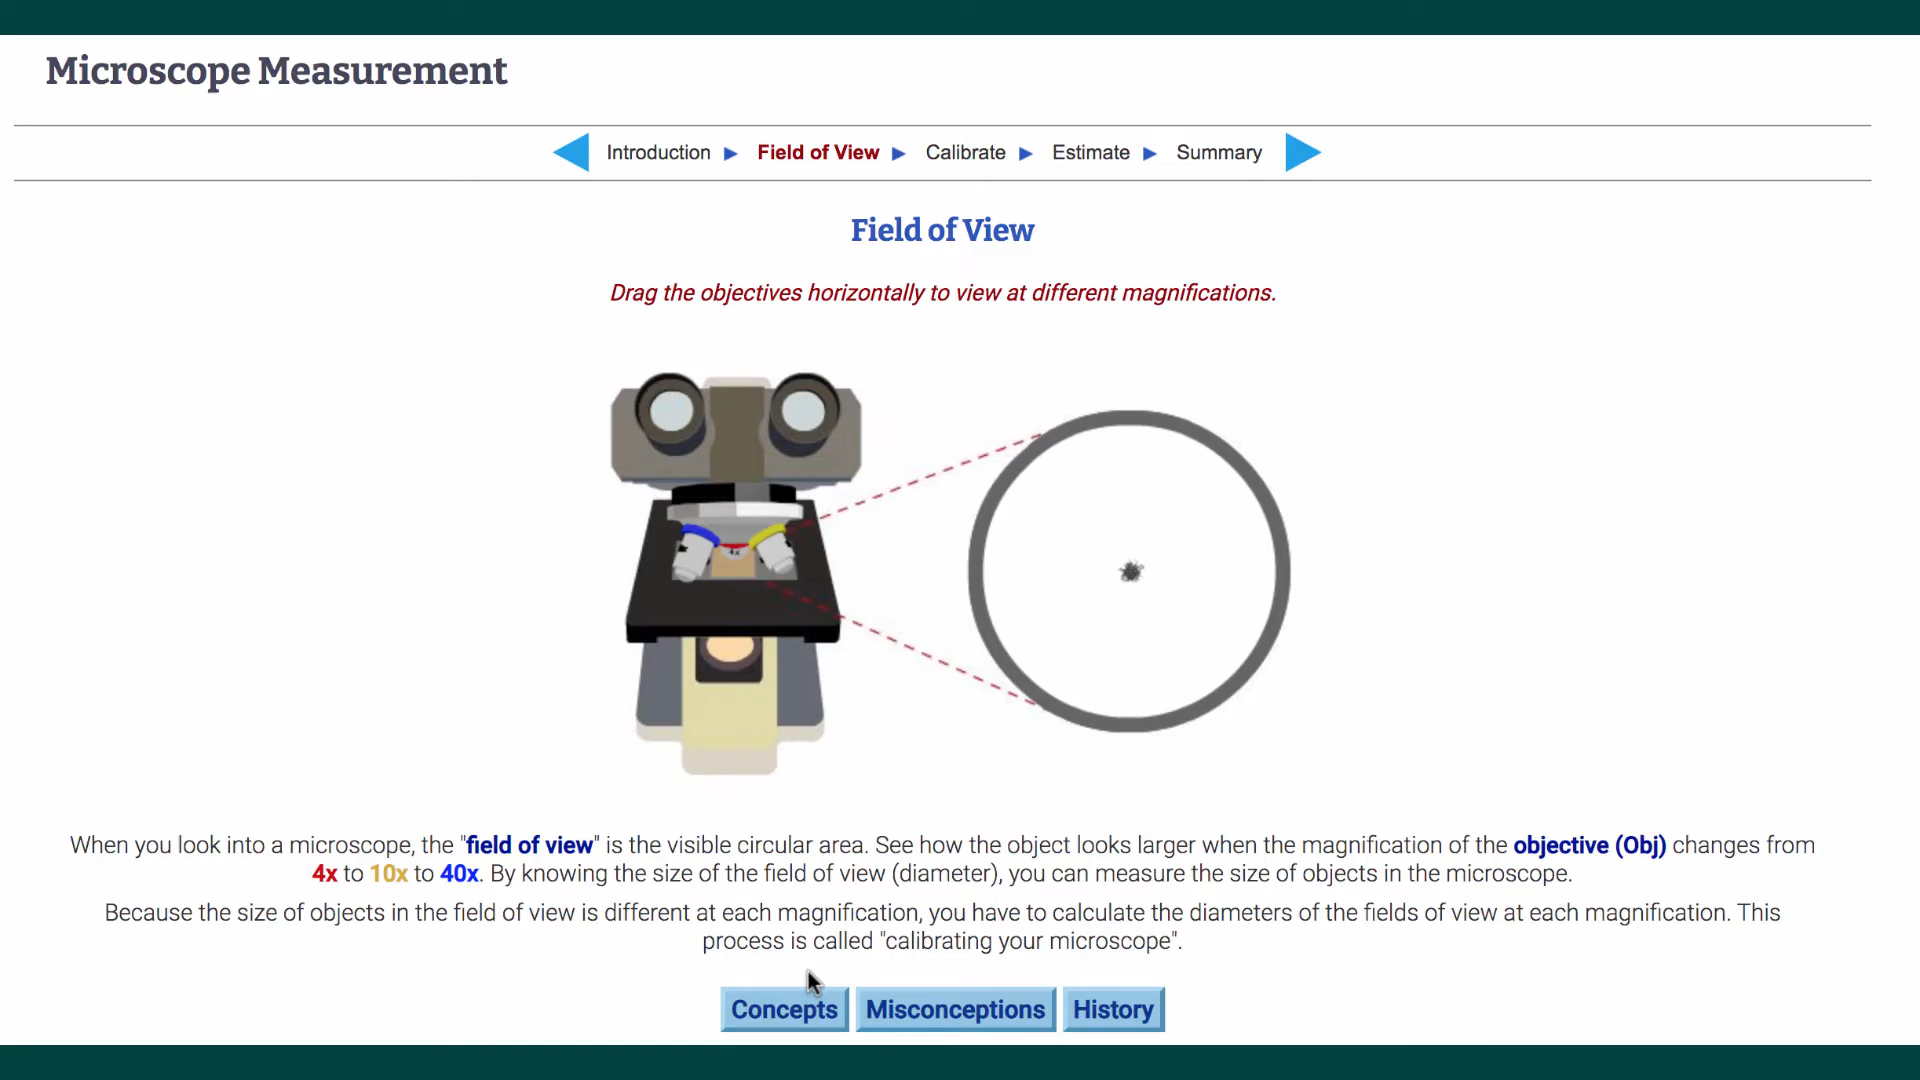 Microscope Measurement
Introduction Field of View Calibrate Estimate Summary
Field of View
Drag the objectives horizontally to view at different magnifications.
4x
When you look into a microscope, the "field of view" is the visible circular area. See how the object looks larger when the magnification of the objective (Obj) changes from
4x to 10x to 40x. By knowing the size of the field of view (diameter), you can measure the size of objects in the microscope.
Because the size of objects in the field of view is different at each magnification, you have to calculate the diameters of the fields of view at each magnification. This
process is called "calibrating your microscope".
Concepts Misconceptions History